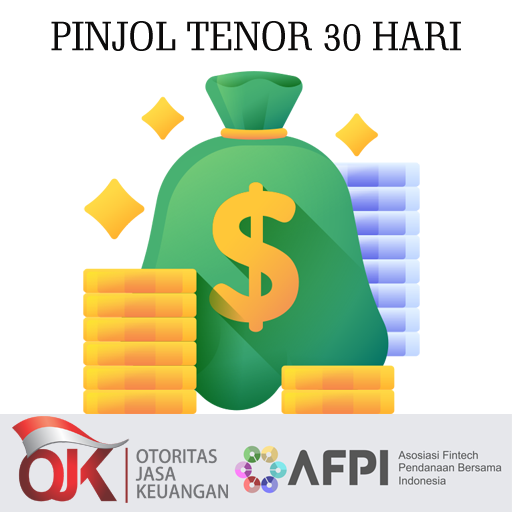 PINJOL TENOR 30 HARI
$
OJK
OTORITAS
JASA
KEUANGAN
AFPI
Asosiasi Fintech
Pendanaan Bersama
Indonesia